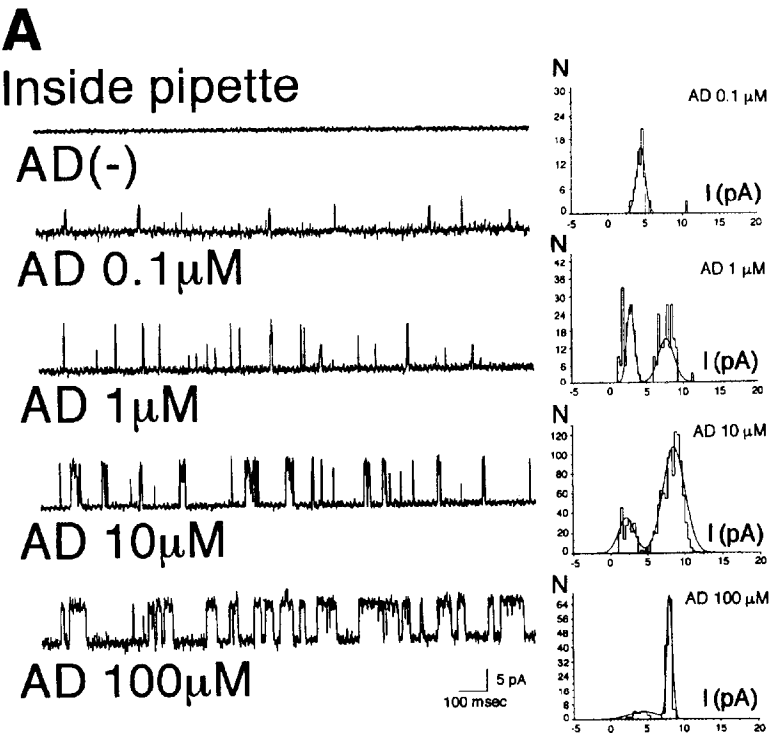 A
Inside pipette
AD(-)
AD 0.1μM
AD 1μM
AD 10μM
AD 100μM
5 pA
100 msec
N
AD 0.1 μM
30
24
18
12
6
0
I (pA)
-5 0 5 10 15 20
N
AD 1 μM
42
36
30
24
18
12
6
0
I (pA)
-5 0 5 10 15 20
N
AD 10 μM
120
100
80
60
40
20
0
I (pA)
-5 0 5 10 15 20
N
AD 100 μM
64
56
48
40
32
24
16
8
0
I (pA)
-5 0 5 10 15 20